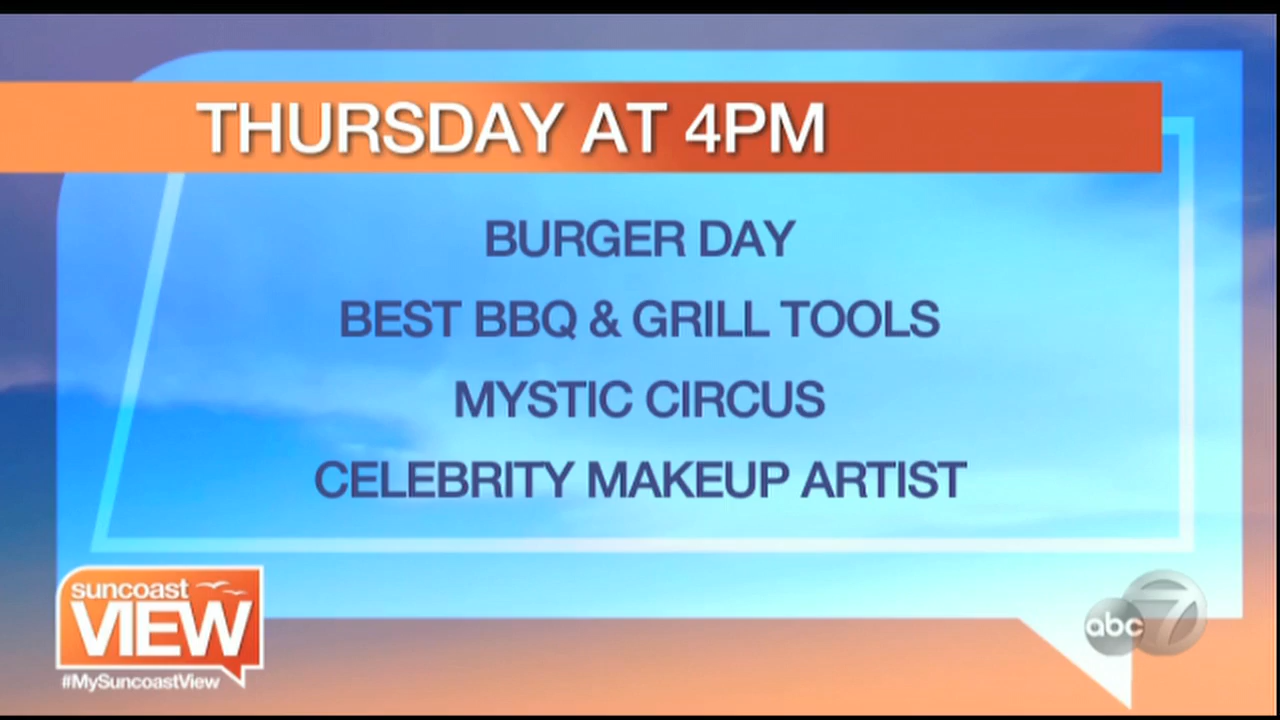 THURSDAY AT 4PM
BURGER DAY
BEST BBQ & GRILL TOOLS
MYSTIC CIRCUS
CELEBRITY MAKEUP ARTIST
suncoast
VIEW
#MySuncoastView
abc 7